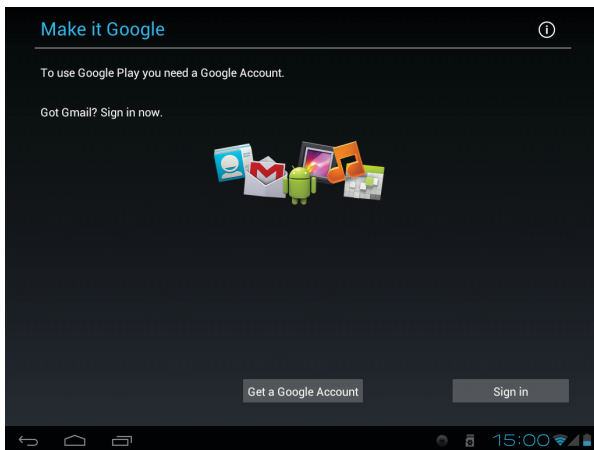 Make it Google
To use Google Play you need a Google Account.
Got Gmail? Sign in now.
Get a Google Account
Sign in
15:00